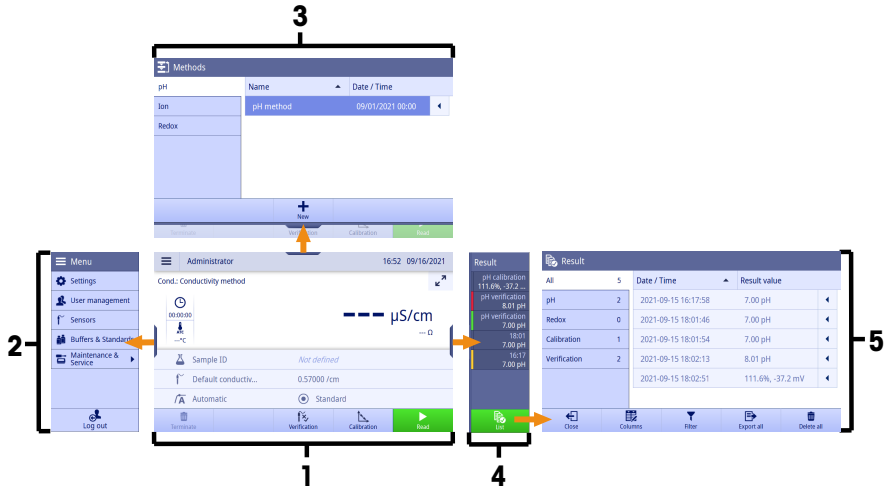 3
Methods
pH
Name Date / Time
Ion
pH method 09/01/2021 00:00
Redox
New
Terminate Verification Calibration Read
2
Menu
Settings
User management
Sensors
Buffers & Standards
Maintenance &
Service
Log out
Administrator 16:52 09/16/2021
Cond.: Conductivity method
00:00:00
ATC
---°C
--- µS/cm
--- Ω
Sample ID Not defined
Default conductiv... 0.57000 /cm
Automatic Standard
Terminate Verification Calibration Read
1
Result
pH calibration
111.6%, -37.2 ...
pH verification
8.01 pH
pH verification
7.00 pH
18:01
7.00 pH
16:17
7.00 pH
List
4
Result
All 5 Date / Time Result value
pH 2 2021-09-15 16:17:58 7.00 pH
Redox 0 2021-09-15 18:01:46 7.00 pH
Calibration 1 2021-09-15 18:01:54 7.00 pH
Verification 2 2021-09-15 18:02:13 8.01 pH
2021-09-15 18:02:51 111.6%, -37.2 mV
Close Columns Filter Export all Delete all
5